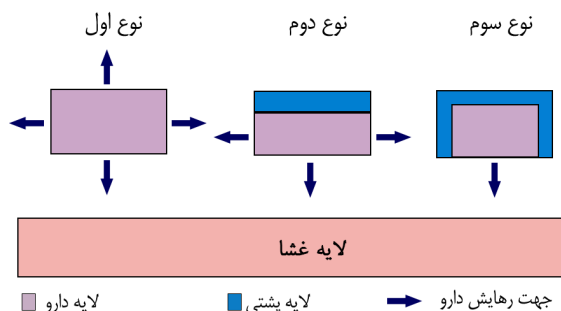 نوع اول
نوع دوم
نوع سوم
لایه غشا
جهت رهایش دارو
لایه پشتی
لایه دارو